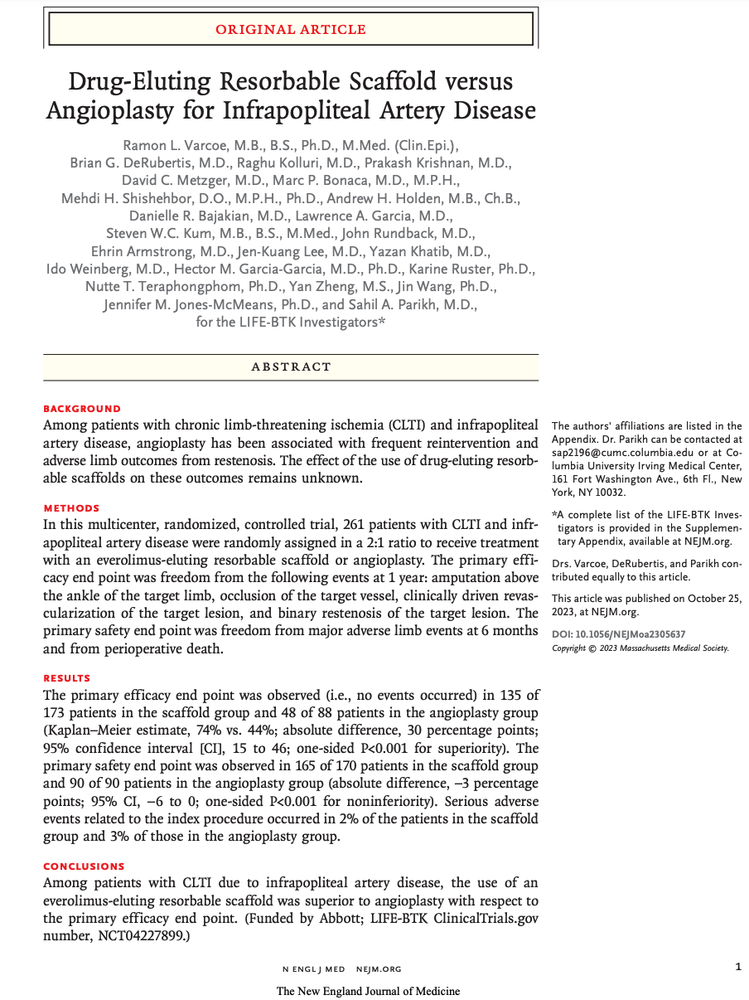 ORIGINAL ARTICLE
Drug-Eluting Resorbable Scaffold versus
Angioplasty for Infrapopliteal Artery Disease
Ramon L. Varcoe, M.B., B.S., Ph.D., M.Med. (Clin.Epi.),
Brian G. DeRubertis, M.D., Raghu Kolluri, M.D., Prakash Krishnan, M.D.,
David C. Metzger, M.D., Marc P. Bonaca, M.D., M.P.H.,
Mehdi H. Shishehbor, D.O., M.P.H., Ph.D., Andrew H. Holden, M.B., Ch.B.,
Danielle R. Bajakian, M.D., Lawrence A. Garcia, M.D.,
Steven W.C. Kum, M.B., B.S., M.Med., John Rundback, M.D.,
Ehrin Armstrong, M.D., Jen-Kuang Lee, M.D., Yazan Khatib, M.D.,
Ido Weinberg, M.D., Hector M. Garcia-Garcia, M.D., Ph.D., Karine Ruster, Ph.D.,
Nutte T. Teraphongphom, Ph.D., Yan Zheng, M.S., Jin Wang, Ph.D.,
Jennifer M. Jones-McMeans, Ph.D., and Sahil A. Parikh, M.D.,
for the LIFE-BTK Investigators*
ABSTRACT
BACKGROUND
Among patients with chronic limb-threatening ischemia (CLTI) and infrapopliteal
artery disease, angioplasty has been associated with frequent reintervention and
adverse limb outcomes from restenosis. The effect of the use of drug-eluting resorb-
able scaffolds on these outcomes remains unknown.
METHODS
In this multicenter, randomized, controlled trial, 261 patients with CLTI and infr-
apopliteal artery disease were randomly assigned in a 2:1 ratio to receive treatment
with an everolimus-eluting resorbable scaffold or angioplasty. The primary effi-
cacy end point was freedom from the following events at 1 year: amputation above
the ankle of the target limb, occlusion of the target vessel, clinically driven revas-
cularization of the target lesion, and binary restenosis of the target lesion. The
primary safety end point was freedom from major adverse limb events at 6 months
and from perioperative death.
RESULTS
The primary efficacy end point was observed (i.e., no events occurred) in 135 of
173 patients in the scaffold group and 48 of 88 patients in the angioplasty group
(Kaplan–Meier estimate, 74% vs. 44%; absolute difference, 30 percentage points;
95% confidence interval [CI], 15 to 46; one-sided P<0.001 for superiority). The
primary safety end point was observed in 165 of 170 patients in the scaffold group
and 90 of 90 patients in the angioplasty group (absolute difference, −3 percentage
points; 95% CI, −6 to 0; one-sided P<0.001 for noninferiority). Serious adverse
events related to the index procedure occurred in 2% of the patients in the scaffold
group and 3% of those in the angioplasty group.
CONCLUSIONS
Among patients with CLTI due to infrapopliteal artery disease, the use of an
everolimus-eluting resorbable scaffold was superior to angioplasty with respect to
the primary efficacy end point. (Funded by Abbott; LIFE-BTK ClinicalTrials.gov
number, NCT04227899.)
The authors' affiliations are listed in the
Appendix. Dr. Parikh can be contacted at
sap2196@cumc.columbia.edu or at Co-
lumbia University Irving Medical Center,
161 Fort Washington Ave., 6th Fl., New
York, NY 10032.
*A complete list of the LIFE-BTK Inves-
tigators is provided in the Supplemen-
tary Appendix, available at NEJM.org.
Drs. Varcoe, DeRubertis, and Parikh con-
tributed equally to this article.
This article was published on October 25,
2023, at NEJM.org.
DOI: 10.1056/NEJMoa2305637
Copyright © 2023 Massachusetts Medical Society.
N ENGL J MED NEJM.ORG
1
The New England Journal of Medicine